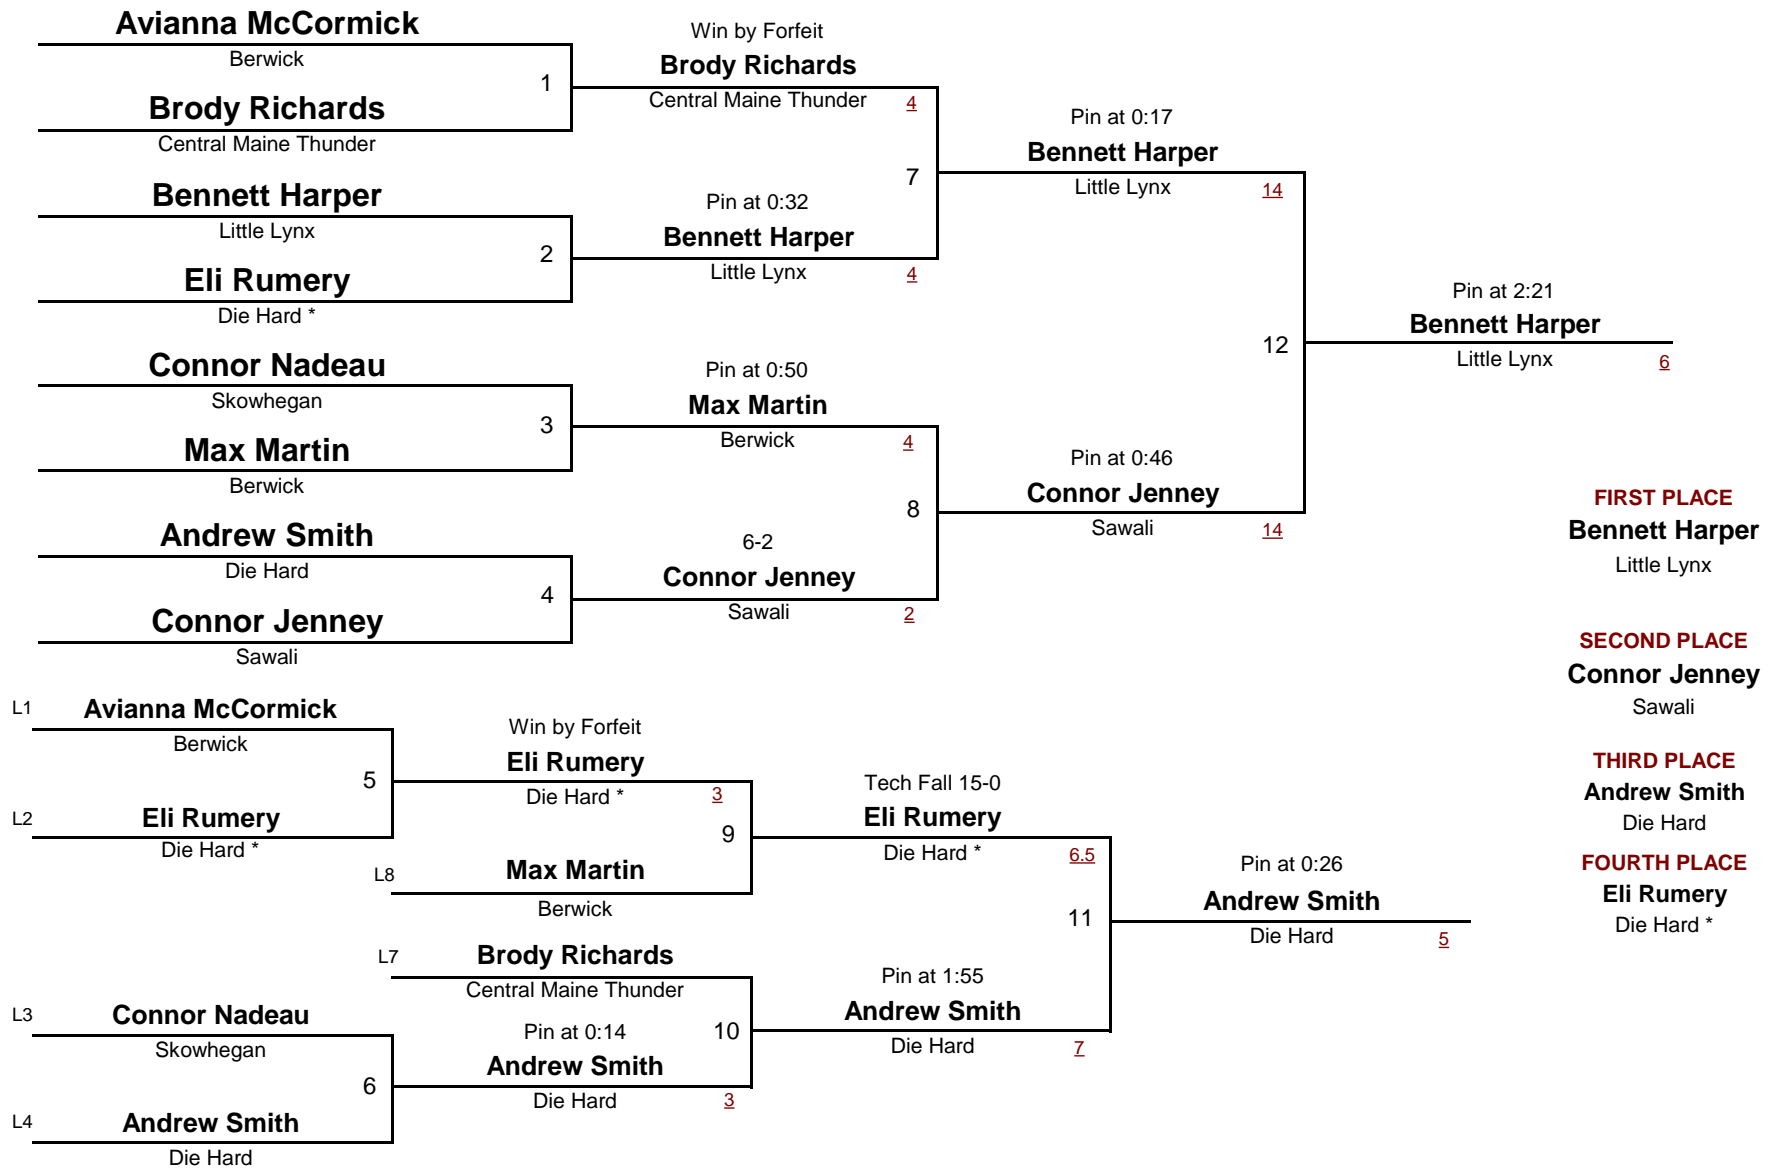 Avianna McCormick
Berwick
1
Brody Richards
Central Maine Thunder
Bennett Harper
Little Lynx
2
Eli Rumery
Die Hard *
Connor Nadeau
Skowhegan
3
Max Martin
Berwick
Andrew Smith
Die Hard
4
Connor Jenney
Sawali
Win by Forfeit
Brody Richards
Central Maine Thunder 4
7
Pin at 0:32
Bennett Harper
Little Lynx 4
Pin at 0:50
Max Martin
Berwick 4
8
6-2
Connor Jenney
Sawali 2
Pin at 0:17
Bennett Harper
Little Lynx 14
12
Pin at 0:46
Connor Jenney
Sawali 14
Pin at 2:21
Bennett Harper
Little Lynx 6
FIRST PLACE
Bennett Harper
Little Lynx
SECOND PLACE
Connor Jenney
Sawali
THIRD PLACE
Andrew Smith
Die Hard
FOURTH PLACE
Eli Rumery
Die Hard *
L1 Avianna McCormick
Berwick
5
L2 Eli Rumery
Die Hard *
L3 Connor Nadeau
Skowhegan
6
L4 Andrew Smith
Die Hard
Win by Forfeit
Eli Rumery
Die Hard * 3
9
L8 Max Martin
Berwick
L7 Brody Richards
Central Maine Thunder
10
Pin at 0:14
Andrew Smith
Die Hard 3
Tech Fall 15-0
Eli Rumery
Die Hard * 6.5
11
Pin at 1:55
Andrew Smith
Die Hard 7
Pin at 0:26
Andrew Smith
Die Hard 5